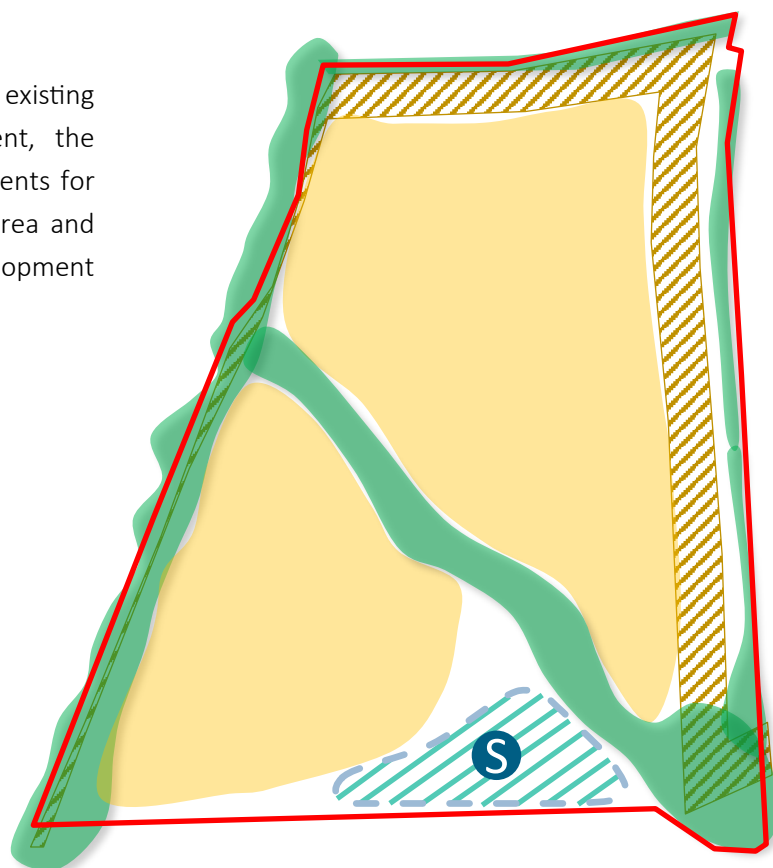 existing
ent, the
ents for
rea and
opment
S